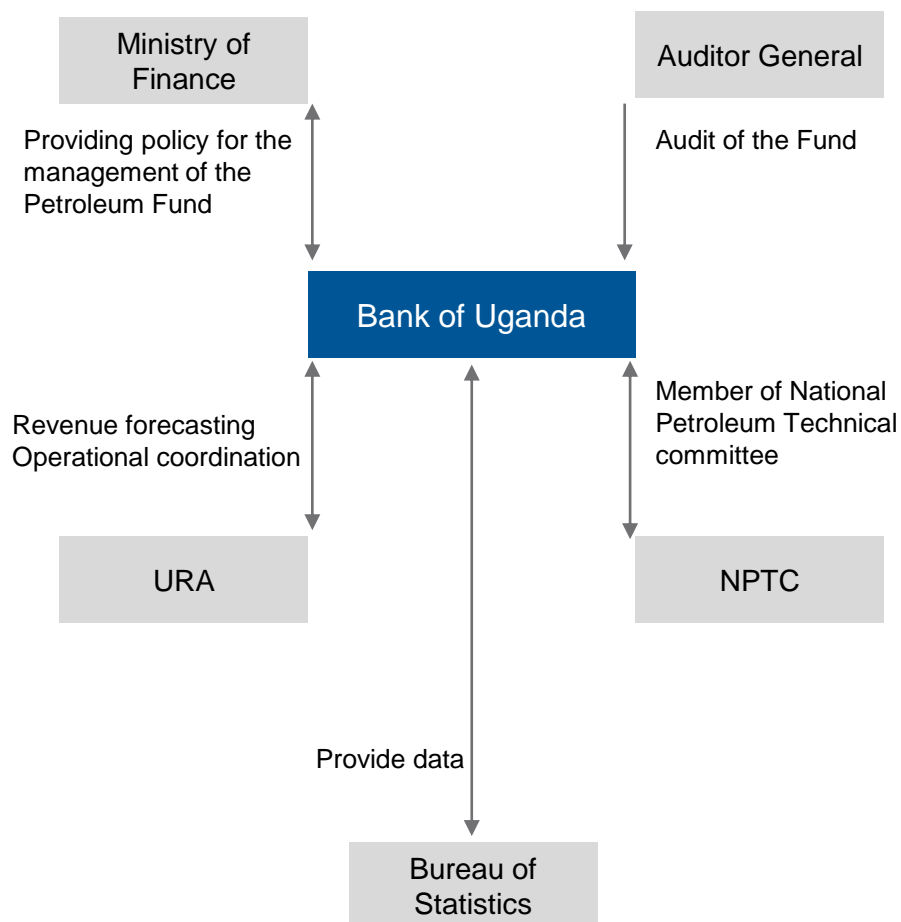 Ministry of
Finance
Auditor General
Providing policy for the
management of the
Petroleum Fund
Audit of the Fund
Bank of Uganda
Revenue forecasting
Operational coordination
Member of National
Petroleum Technical
committee
URA
NPTC
Provide data
Bureau of
Statistics